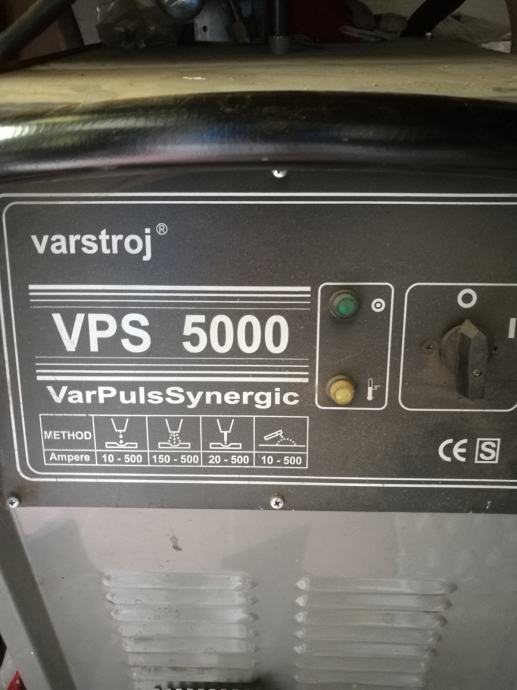 varstroj®
VPS 5000
VarPulsSynergic
METHOD
Ampere 10 - 500 150 - 500 20 - 500 10 - 500
O
I
CE S